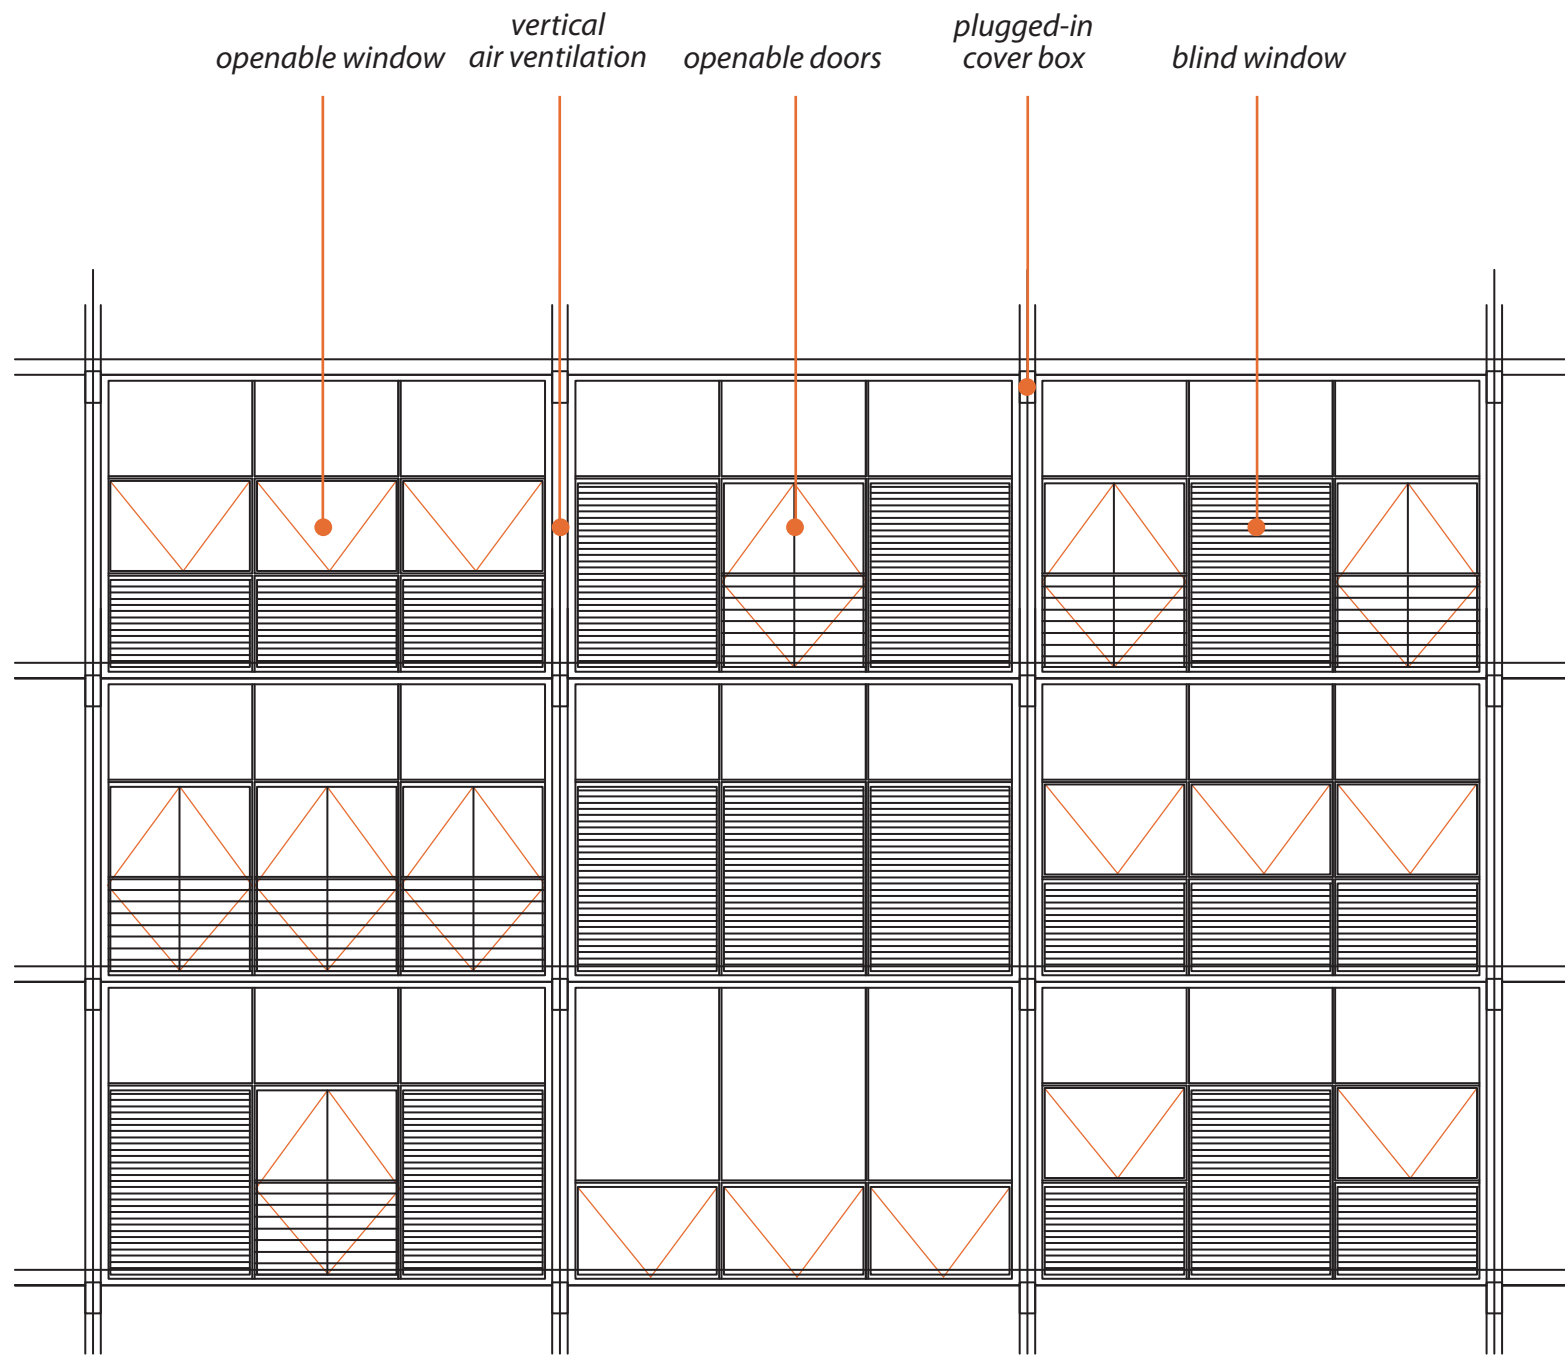 openable window
vertical
air ventilation
openable doors
plugged-in
cover box
blind window